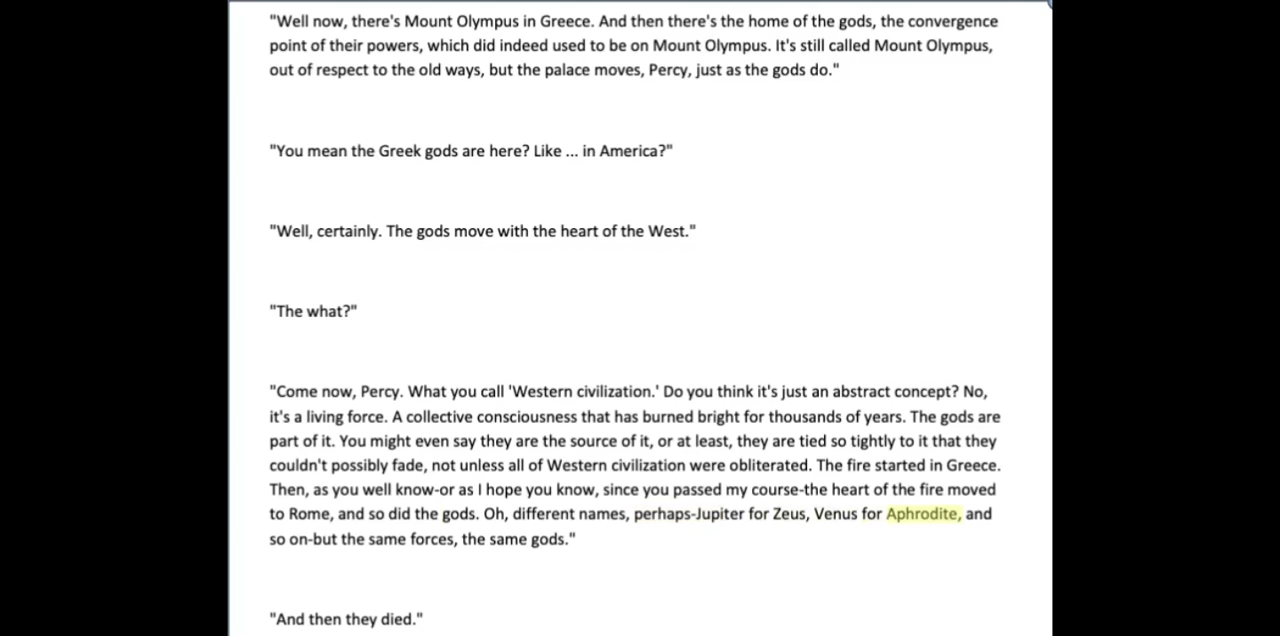 "Well now, there's Mount Olympus in Greece. And then there's the home of the gods, the convergence
point of their powers, which did indeed used to be on Mount Olympus. It's still called Mount Olympus,
out of respect to the old ways, but the palace moves, Percy, just as the gods do."
"You mean the Greek gods are here? Like ... in America?"
"Well, certainly. The gods move with the heart of the West."
"The what?"
"Come now, Percy. What you call 'Western civilization.' Do you think it's just an abstract concept? No,
it's a living force. A collective consciousness that has burned bright for thousands of years. The gods are
part of it. You might even say they are the source of it, or at least, they are tied so tightly to it that they
couldn't possibly fade, not unless all of Western civilization were obliterated. The fire started in Greece.
Then, as you well know-or as I hope you know, since you passed my course-the heart of the fire moved
to Rome, and so did the gods. Oh, different names, perhaps-Jupiter for Zeus, Venus for Aphrodite, and
so on-but the same forces, the same gods."
"And then they died."